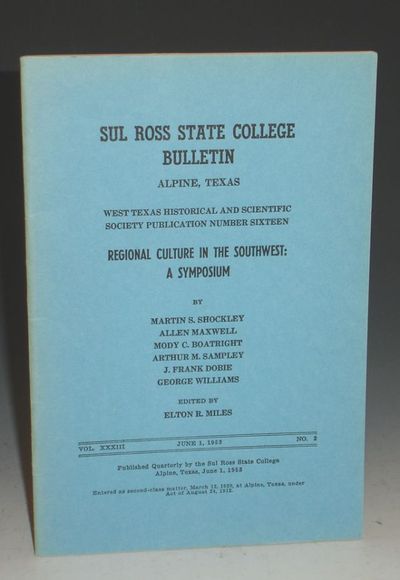 SUL ROSS STATE COLLEGE
BULLETIN
ALPINE, TEXAS
WEST TEXAS HISTORICAL AND SCIENTIFIC
SOCIETY PUBLICATION NUMBER SIXTEEN
REGIONAL CULTURE IN THE SOUTHWEST:
A SYMPOSIUM
BY
MARTIN S. SHOCKLEY
ALLEN MAXWELL
MODY C. BOATRIGHT
ARTHUR M. SAMPLEY
J. FRANK DOBIE
GEORGE WILLIAMS
EDITED BY
ELTON R. MILES
VOL. XXXIII JUNE 1, 1953 NO. 2
Published Quarterly by the Sul Ross State College
Alpine, Texas, June 1, 1953
Entered as second-class matter, March 12, 1920, at Alpine, Texas, under
Act of August 24, 1912.